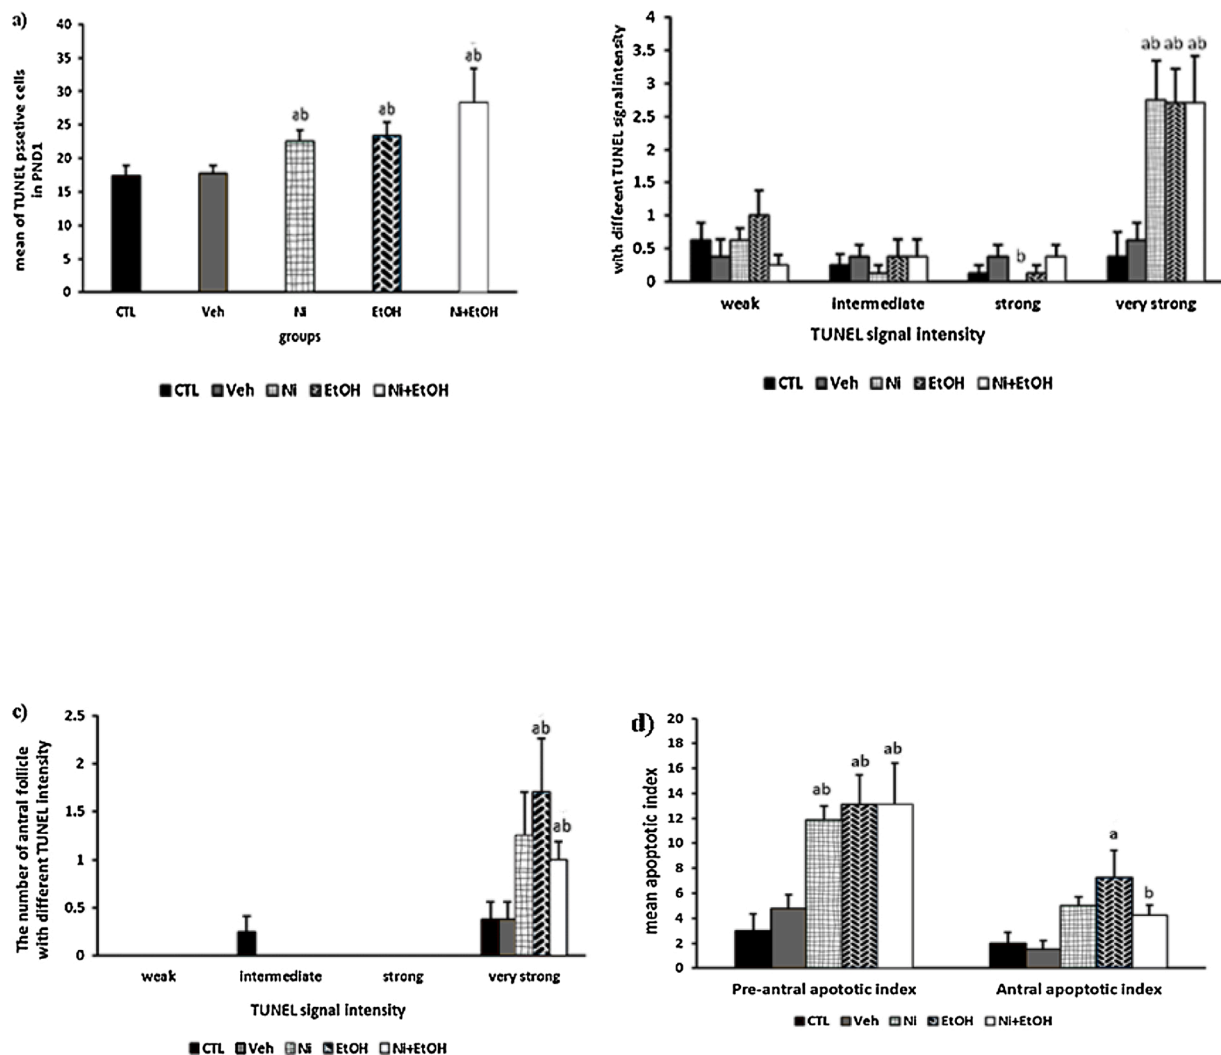 a)
mean of TUNEL pssetive cells
in PND1
40
35
30
25
20
15
10
5
0
ab
ab
ab
CTL Veh Ni EtOH Ni+EtOH
groups
CTL Veh Ni EtOH Ni+EtOH
with different TUNEL signal intensity
4
3.5
3
2.5
2
1.5
1
0.5
0
ab ab ab
b
weak intermediate strong very strong
TUNEL signal intensity
CTL Veh Ni EtOH Ni+EtOH
c)
The number of antral follicle
with different TUNEL intensity
2.5
2
1.5
1
0.5
0
ab
ab
weak intermediate strong very strong
TUNEL signal intensity
CTL Veh Ni EtOH Ni+EtOH
d)
mean apoptotic index
20
18
16
14
12
10
8
6
4
2
0
ab
ab
ab
a
b
Pre-antral apototic index Antral apoptotic index
CTL Veh Ni EtOH Ni+EtOH